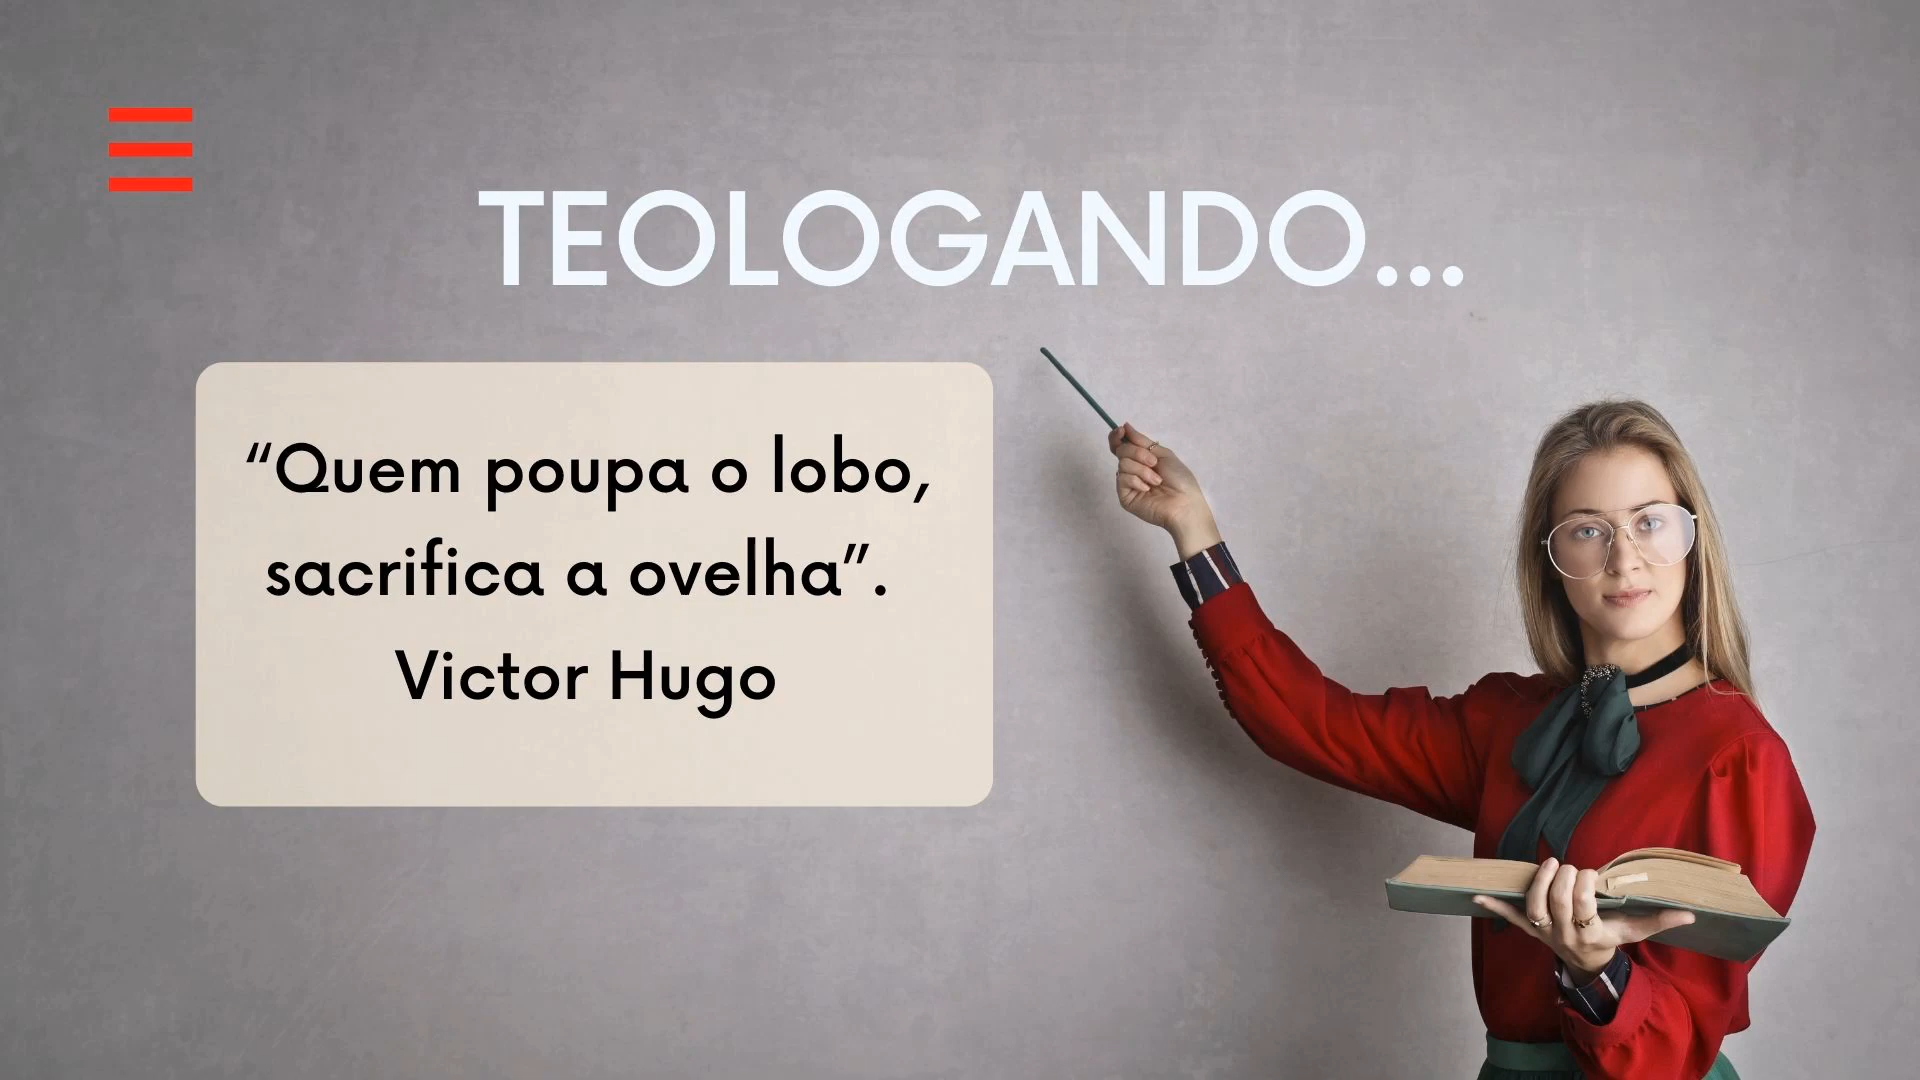 TEOLOGANDO...
“Quem poupa o lobo,
sacrifica a ovelha”.
Victor Hugo